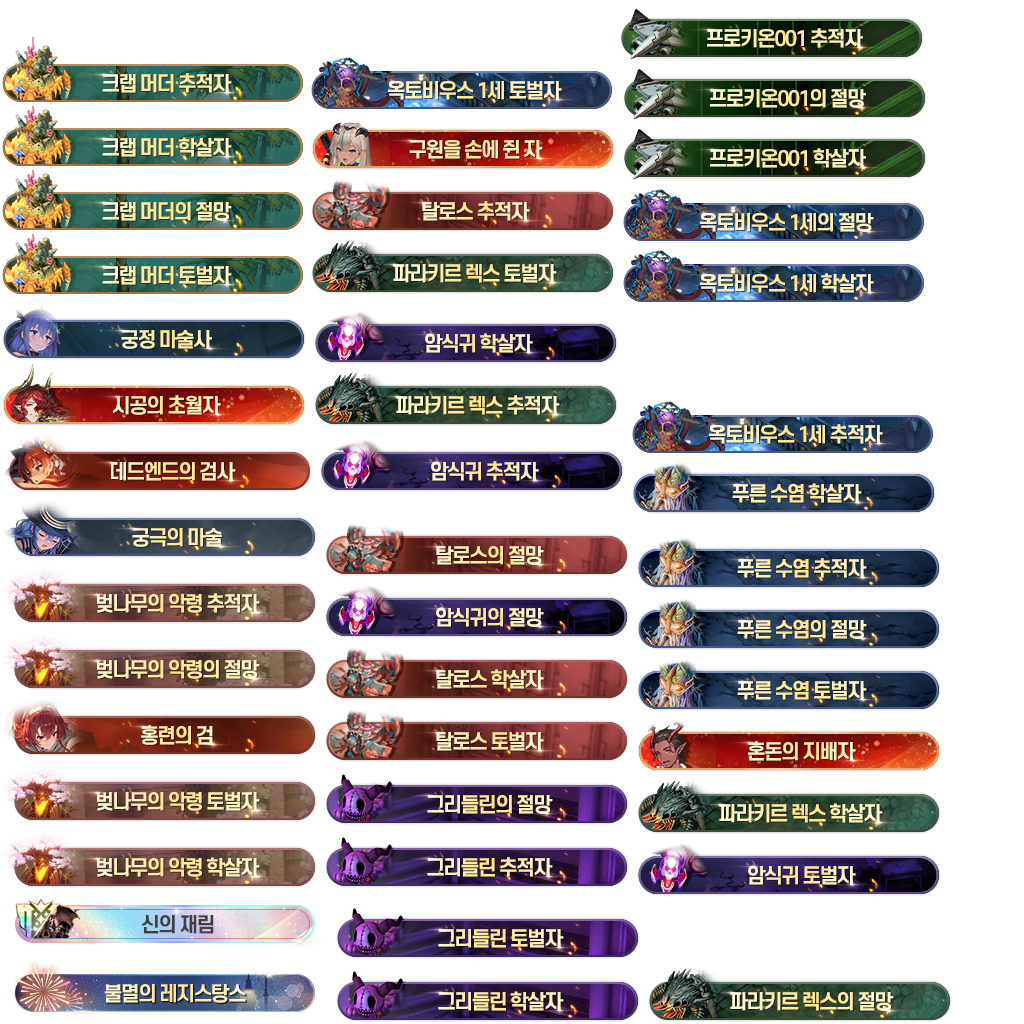 크랩 머더 추적자
크랩 머더 학살자
크랩 머더의 절망
크랩 머더 토벌자
궁정 마술사
시공의 초월자
데드엔드의 검사
궁극의 마술
벚나무의 악령 추적자
벚나무의 악령의 절망
홍련의 검
벚나무의 악령 토벌자
벚나무의 악령 학살자
신의 재림
불멸의 레지스탕스
옥토비우스 1세 토벌자
구원을 손에 쥔 자
탈로스 추적자
파라키르 렉스 토벌자
암식귀 학살자
파라키르 렉스 추적자
암식귀 추적자
탈로스의 절망
암식귀의 절망
탈로스 학살자
탈로스 토벌자
그리들린의 절망
그리들린 추적자
그리들린 토벌자
그리들린 학살자
프로키온001 추적자
프로키온001의 절망
프로키온001 학살자
옥토비우스 1세의 절망
옥토비우스 1세 학살자
옥토비우스 1세 추적자
푸른 수염 학살자
푸른 수염 추적자
푸른 수염의 절망
푸른 수염 토벌자
혼돈의 지배자
파라키르 렉스 학살자
암식귀 토벌자
파라키르 렉스의 절망